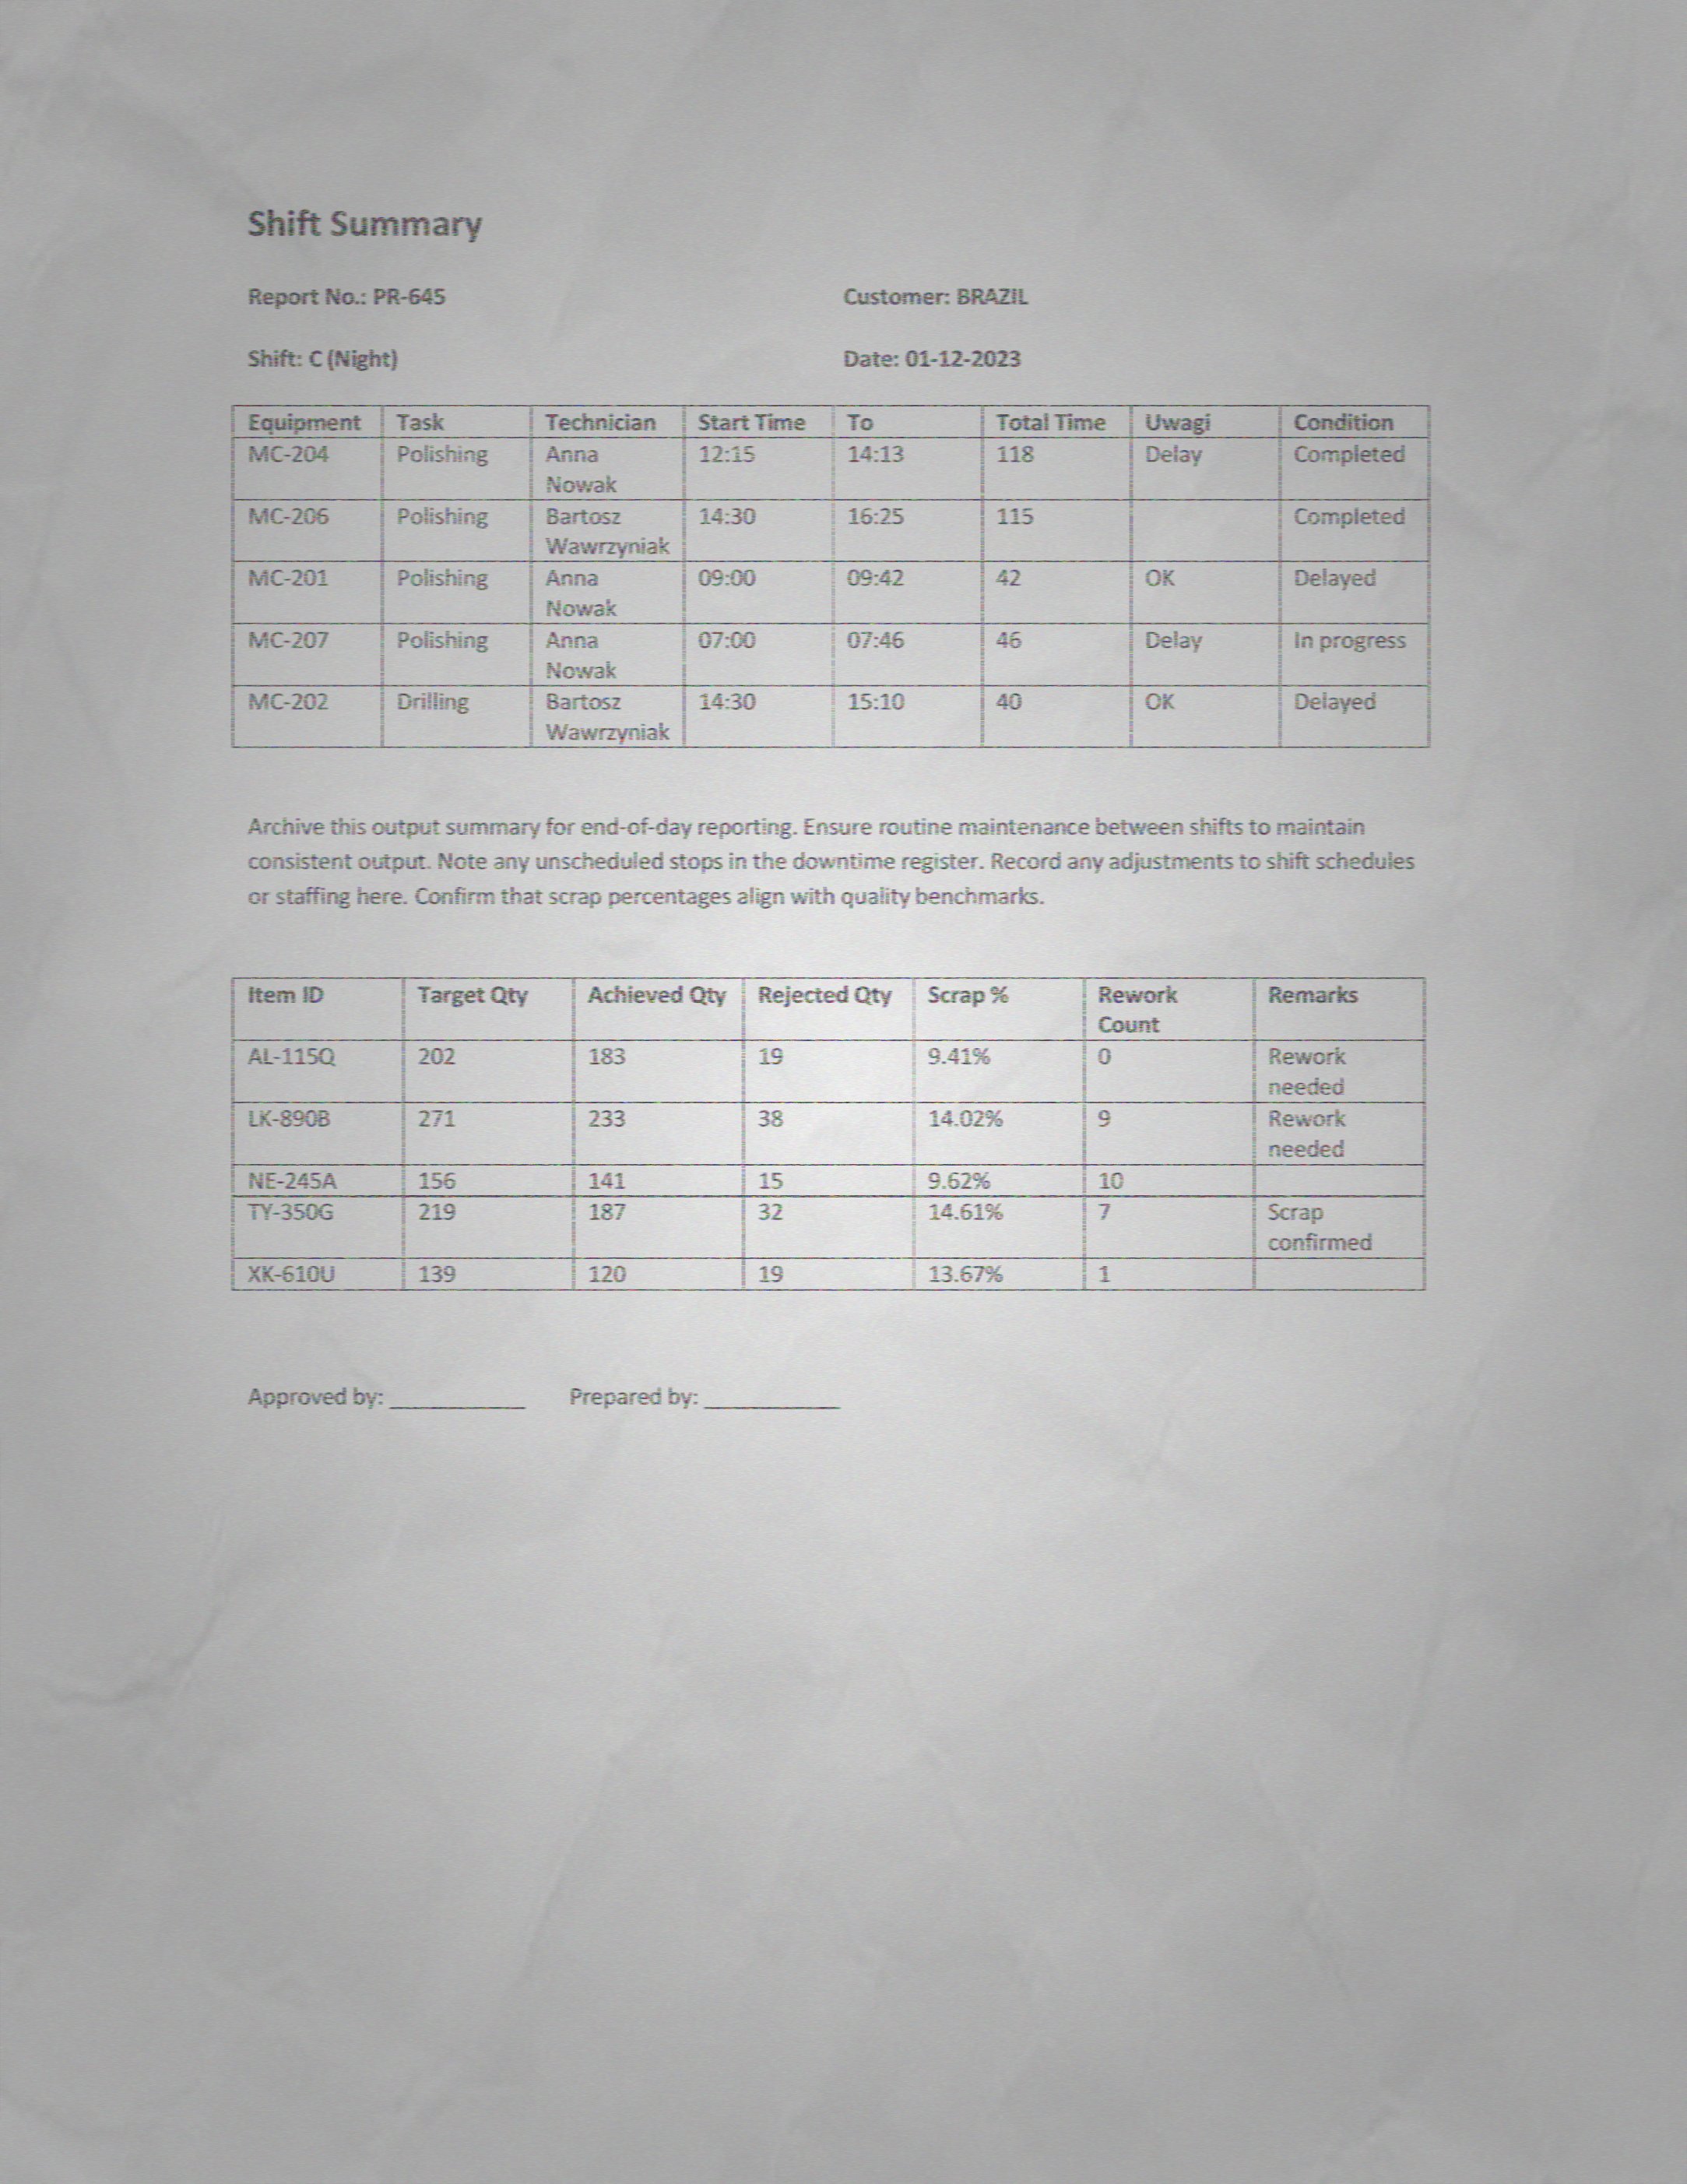 Shift Summary
Report No.: PR-645 Customer: BRAZIL
Shift: C (Night) Date: 01-12-2023
Equipment Task Technician Start Time To Total Time Uwagi Condition
MC-204 Polishing Anna Nowak 12:15 14:13 118 Delay Completed
MC-206 Polishing Bartosz Wawrzyniak 14:30 16:25 115 Completed
MC-201 Polishing Anna Nowak 09:00 09:42 42 OK Delayed
MC-207 Polishing Anna Nowak 07:00 07:46 46 Delay In progress
MC-202 Drilling Bartosz Wawrzyniak 14:30 15:10 40 OK Delayed
Archive this output summary for end-of-day reporting. Ensure routine maintenance between shifts to maintain
consistent output. Note any unscheduled stops in the downtime register. Record any adjustments to shift schedules
or staffing here. Confirm that scrap percentages align with quality benchmarks.
Item ID Target Qty Achieved Qty Rejected Qty Scrap % Rework Count Remarks
AL-115Q 202 183 19 9.41% 0 Rework needed
LK-890B 271 233 38 14.02% 9 Rework needed
NE-245A 156 141 15 9.62% 10
TY-350G 219 187 32 14.61% 7 Scrap confirmed
XK-610U 139 120 19 13.67% 1
Approved by: ____________ Prepared by: ____________